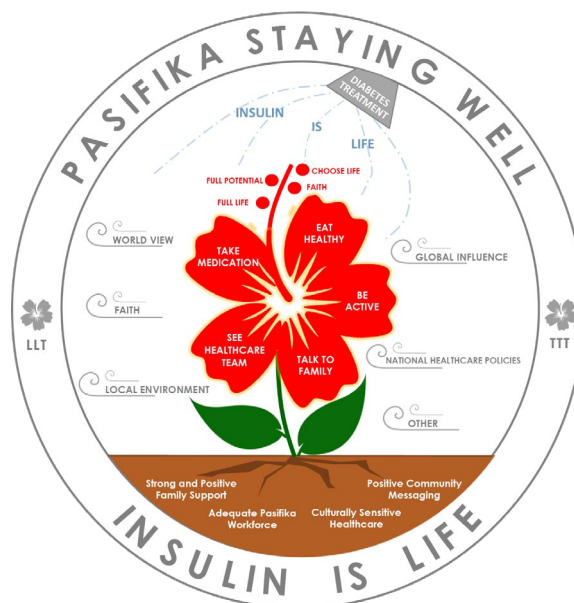 PASIFIKA STAYING WELL
DIABETES
TREATMENT
INSULIN
IS
LIFE
CHOOSE LIFE
FULL POTENTIAL
FAITH
FULL LIFE
EAT
HEALTHY
TAKE
MEDICATION
WORLD VIEW
GLOBAL INFLUENCE
BE
ACTIVE
FAITH
SEE
HEALTHCARE
TEAM
TALK TO
FAMILY
LLT
TTT
NATIONAL HEALTHCARE POLICIES
LOCAL ENVIRONMENT
OTHER
Strong and Positive
Family Support
Positive Community
Messaging
Adequate Pasifika
Workforce
Culturally Sensitive
Healthcare
INSULIN IS LIFE